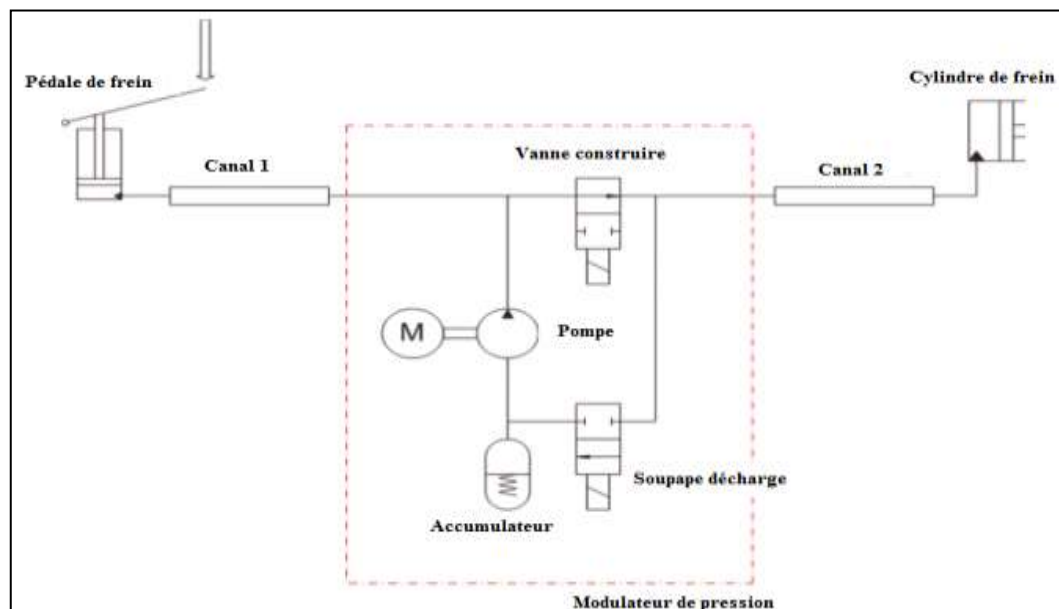 Pédale de frein
Cylindre de frein
Vanne construire
Canal 1
Canal 2
M
Pompe
Soupape décharge
Accumulateur
Modulateur de pression